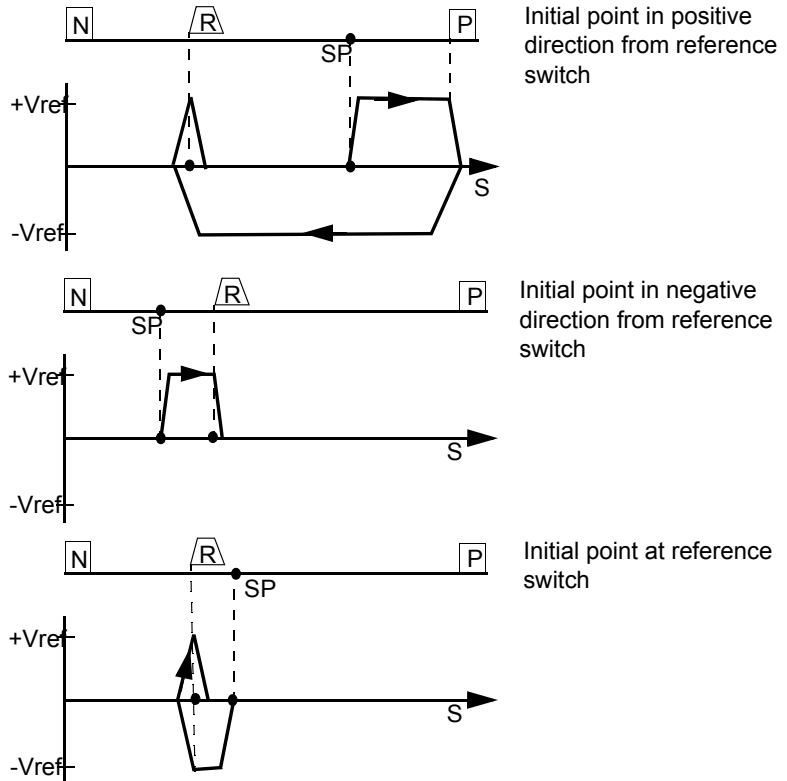 N R P
SP
Initial point in positive
direction from reference
switch
+Vref
S
-Vref
N R P
SP
Initial point in negative
direction from reference
switch
+Vref
S
-Vref
N R P
SP
Initial point at reference
switch
+Vref
S
-Vref